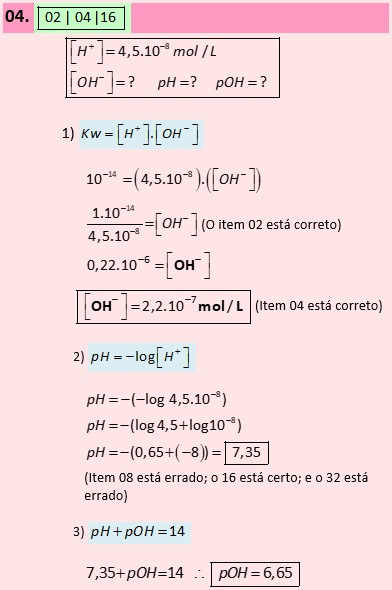 04. 02 | 04 |16
[H⁺] = 4,5.10⁻⁸ mol / L
[OH⁻] = ? pH = ? pOH = ?
1) Kw = [H⁺].[OH⁻]
10⁻¹⁴ = (4,5.10⁻⁸).([OH⁻])
1.10⁻¹⁴ / 4,5.10⁻⁸ = [OH⁻] (O item 02 está correto)
0,22.10⁻⁶ = [OH⁻]
[OH⁻] = 2,2.10⁻⁷ mol / L (Item 04 está correto)
2) pH = −log[H⁺]
pH = −(−log 4,5.10⁻⁸)
pH = −(log 4,5 + log10⁻⁸)
pH = −(0,65 + (−8)) = 7,35
(Item 08 está errado; o 16 está certo; e o 32 está
errado)
3) pH + pOH = 14
7,35 + pOH = 14 ∴ pOH = 6,65